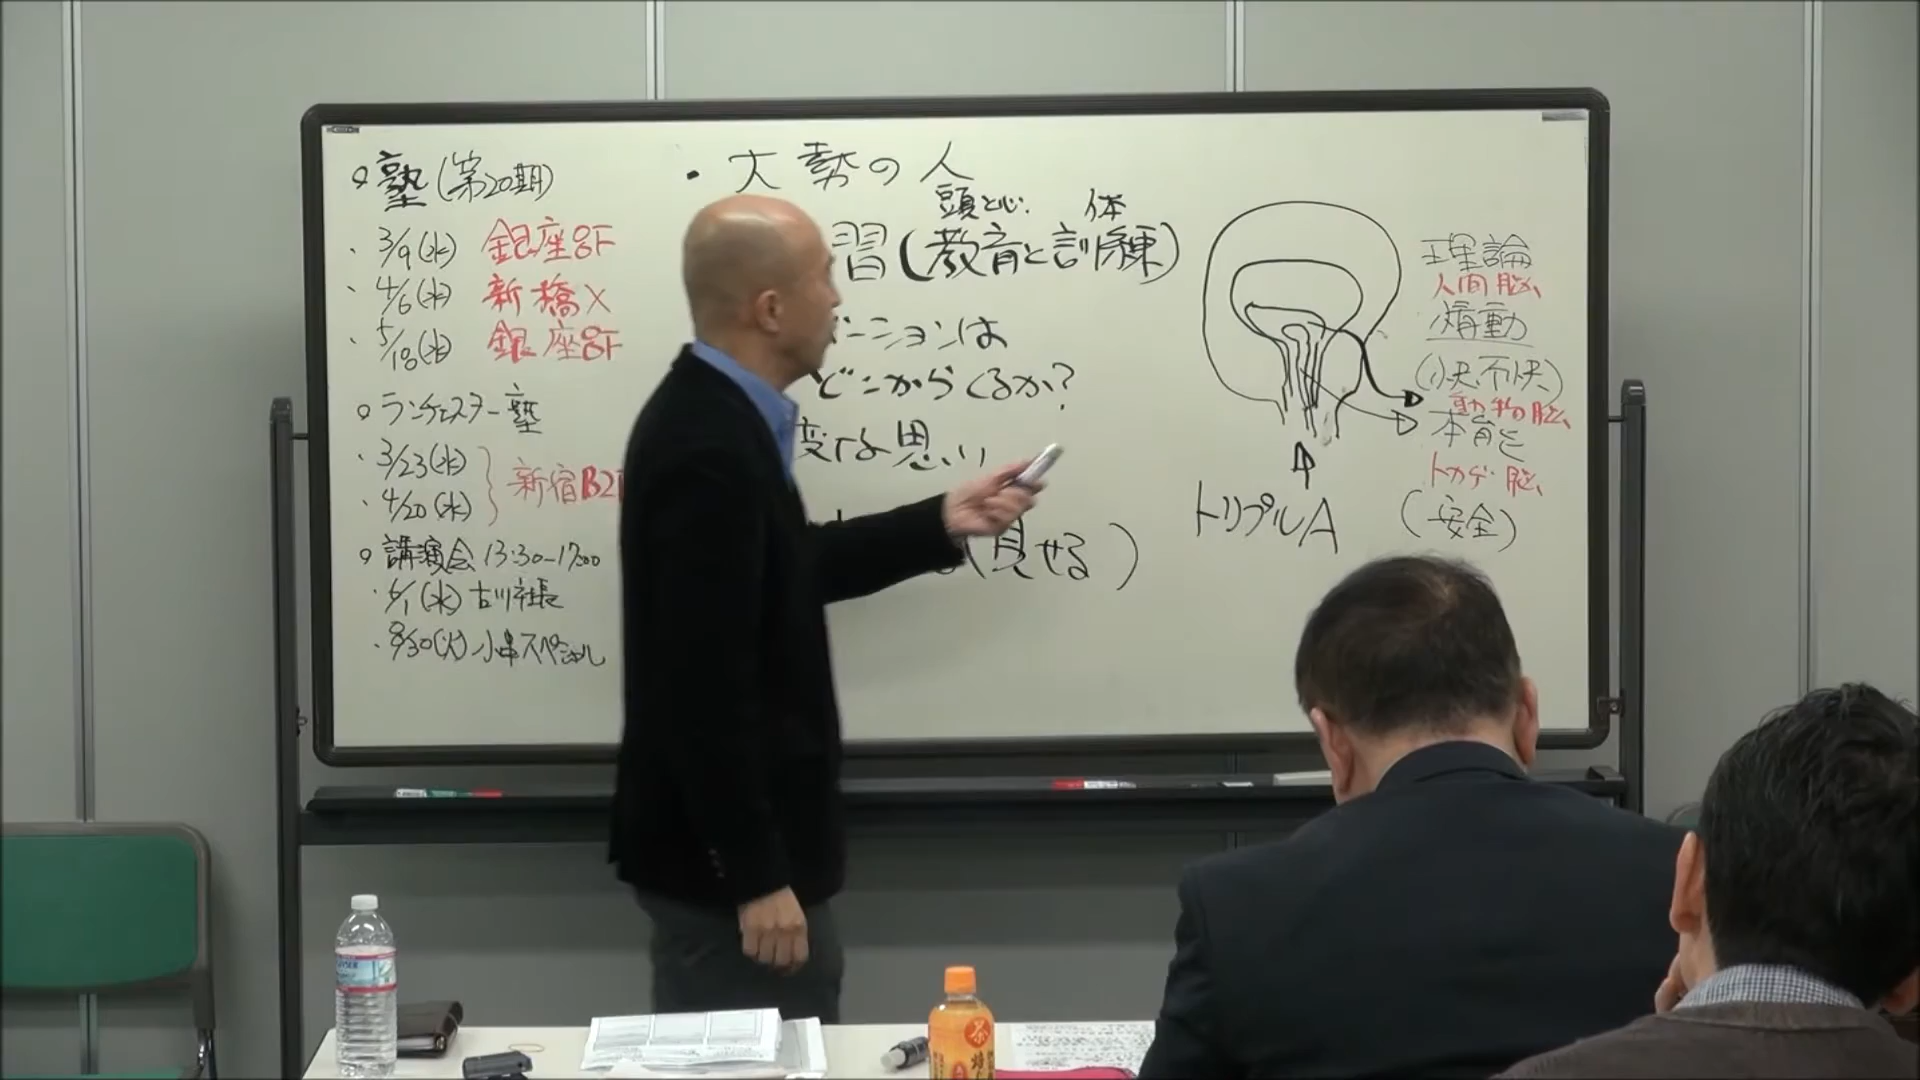 塾(第20期)
・3/9(水) 銀座8F
・4/6(水) 新橋X
・5/18(水) 銀座8F
ランチェスター塾
・3/23(水)
・4/20(水)
新宿B2F
講演会 13:30-17:00
・6/1(水) 古川社長
・8/30(火) 小串スペシャル
・大勢の人
頭と心 体
習(教育と訓練)
ーションは
どこからくるか?
変な思い
(見せる)
トリプルA
理論
人間脳
情動
(快不快)
動物脳
本能
トカゲ脳
(安全)
茶